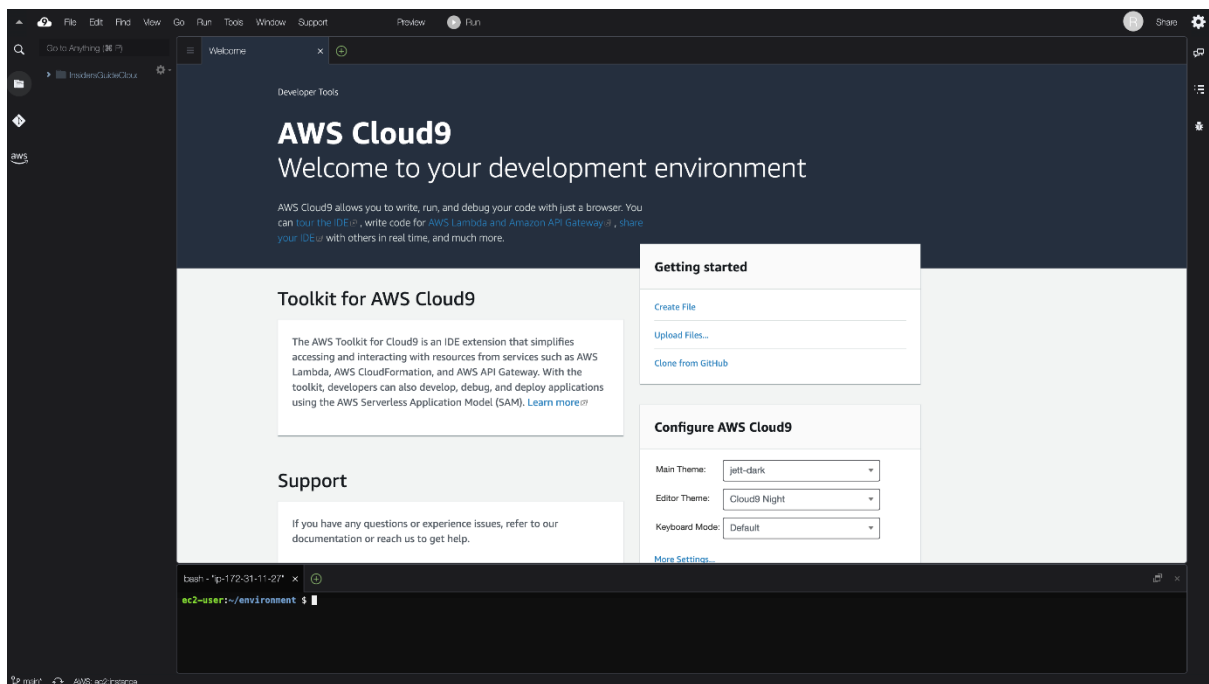 File Edit Find View Go Run Tools Window Support Preview Run R Share
Go to Anything (⌘ P)
Welcome
Developer Tools
AWS Cloud9
Welcome to your development environment
AWS Cloud9 allows you to write, run, and debug your code with just a browser. You
can tour the IDE, write code for AWS Lambda and Amazon API Gateway, share
your IDE with others in real time, and much more.
Getting started
Create File
Upload Files...
Clone from GitHub
Toolkit for AWS Cloud9
The AWS Toolkit for Cloud9 is an IDE extension that simplifies
accessing and interacting with resources from services such as AWS
Lambda, AWS CloudFormation, and AWS API Gateway. With the
toolkit, developers can also develop, debug, and deploy applications
using the AWS Serverless Application Model (SAM). Learn more
Configure AWS Cloud9
Main Theme: jett-dark
Editor Theme: Cloud9 Night
Keyboard Mode: Default
More Settings...
Support
If you have any questions or experience issues, refer to our
documentation or reach us to get help.
InsidersGuideClou
aws
bash - "ip-172-31-11-27"
ec2-user:~/environment $
main* AWS: ec2:instance